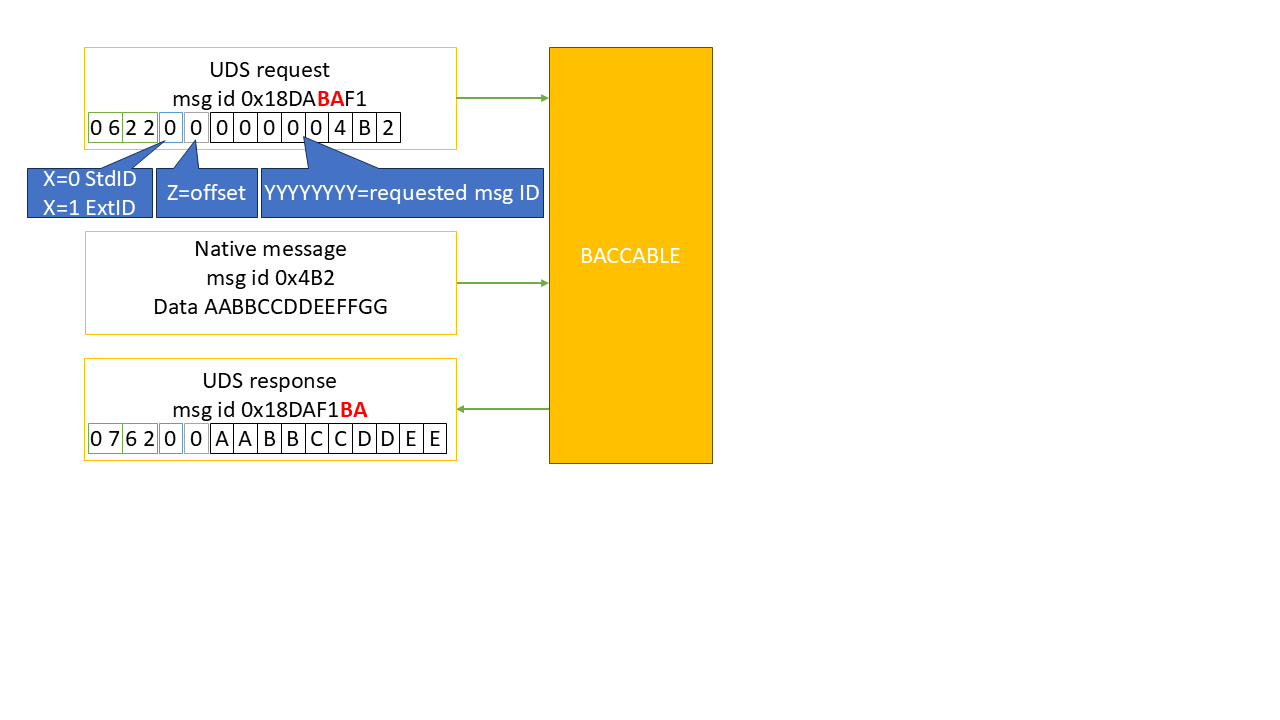 UDS request
msg id 0x18DABAF1
0 6 2 2 0 0 0 0 0 0 0 4 B 2
X=0 StdID
X=1 ExtID
Z=offset
YYYYYYYY=requested msg ID
Native message
msg id 0x4B2
Data AABBCCDDEEFFGG
BACCABLE
UDS response
msg id 0x18DAF1BA
0 7 6 2 0 0 A A B B C C D D E E